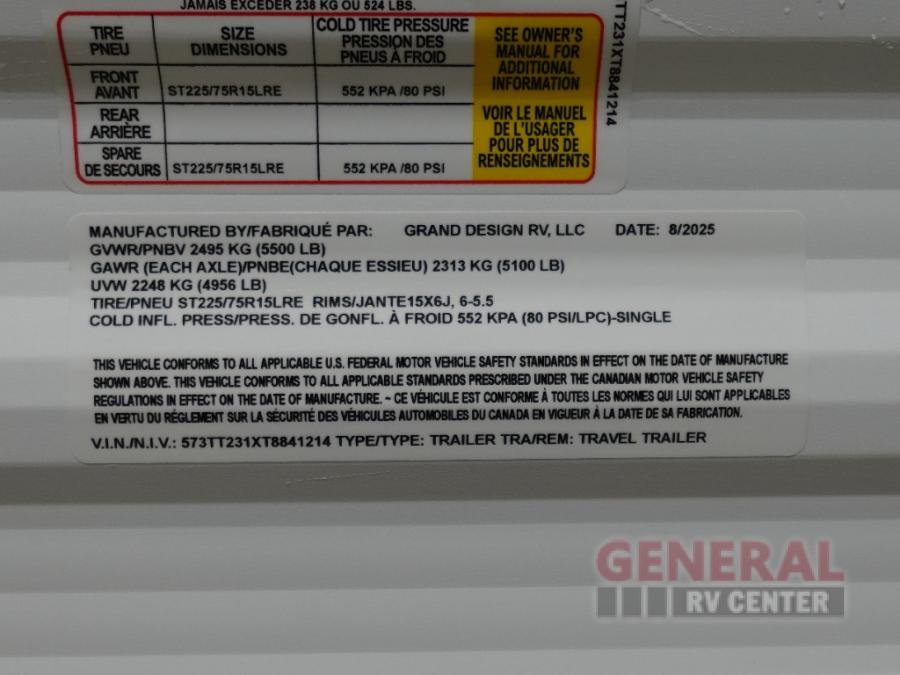 JAMAIS EXCÉDER 238 KG OU 524 LBS.
TIRE
PNEU
SIZE
DIMENSIONS
COLD TIRE PRESSURE
PRESSION DES
PNEUS À FROID
SEE OWNER'S
MANUAL FOR
ADDITIONAL
INFORMATION
FRONT
AVANT
ST225/75R15LRE
552 KPA /80 PSI
REAR
ARRIÈRE
VOIR LE MANUEL
DE L'USAGER
POUR PLUS DE
RENSEIGNEMENTS
SPARE
DE SECOURS
ST225/75R15LRE
552 KPA /80 PSI
TT231XT8841214
MANUFACTURED BY/FABRIQUÉ PAR: GRAND DESIGN RV, LLC DATE: 8/2025
GVWR/PNBV 2495 KG (5500 LB)
GAWR (EACH AXLE)/PNBE(CHAQUE ESSIEU) 2313 KG (5100 LB)
UVW 2248 KG (4956 LB)
TIRE/PNEU ST225/75R15LRE RIMS/JANTE15X6J, 6-5.5
COLD INFL. PRESS/PRESS. DE GONFL. À FROID 552 KPA (80 PSI/LPC)-SINGLE
THIS VEHICLE CONFORMS TO ALL APPLICABLE U.S. FEDERAL MOTOR VEHICLE SAFETY STANDARDS IN EFFECT ON THE DATE OF MANUFACTURE
SHOWN ABOVE. THIS VEHICLE CONFORMS TO ALL APPLICABLE STANDARDS PRESCRIBED UNDER THE CANADIAN MOTOR VEHICLE SAFETY
REGULATIONS IN EFFECT ON THE DATE OF MANUFACTURE. ~ CE VÉHICULE EST CONFORME À TOUTES LES NORMES QUI LUI SONT APPLICABLES
EN VERTU DU RÉGLEMENT SUR LA SÉCURITÉ DES VÉHICULES AUTOMOBILES DU CANADA EN VIGUEUR À LA DATE DE SA FABRICATION.
V.I.N./N.I.V.: 573TT231XT8841214 TYPE/TYPE: TRAILER TRA/REM: TRAVEL TRAILER
GENERAL
RV CENTER